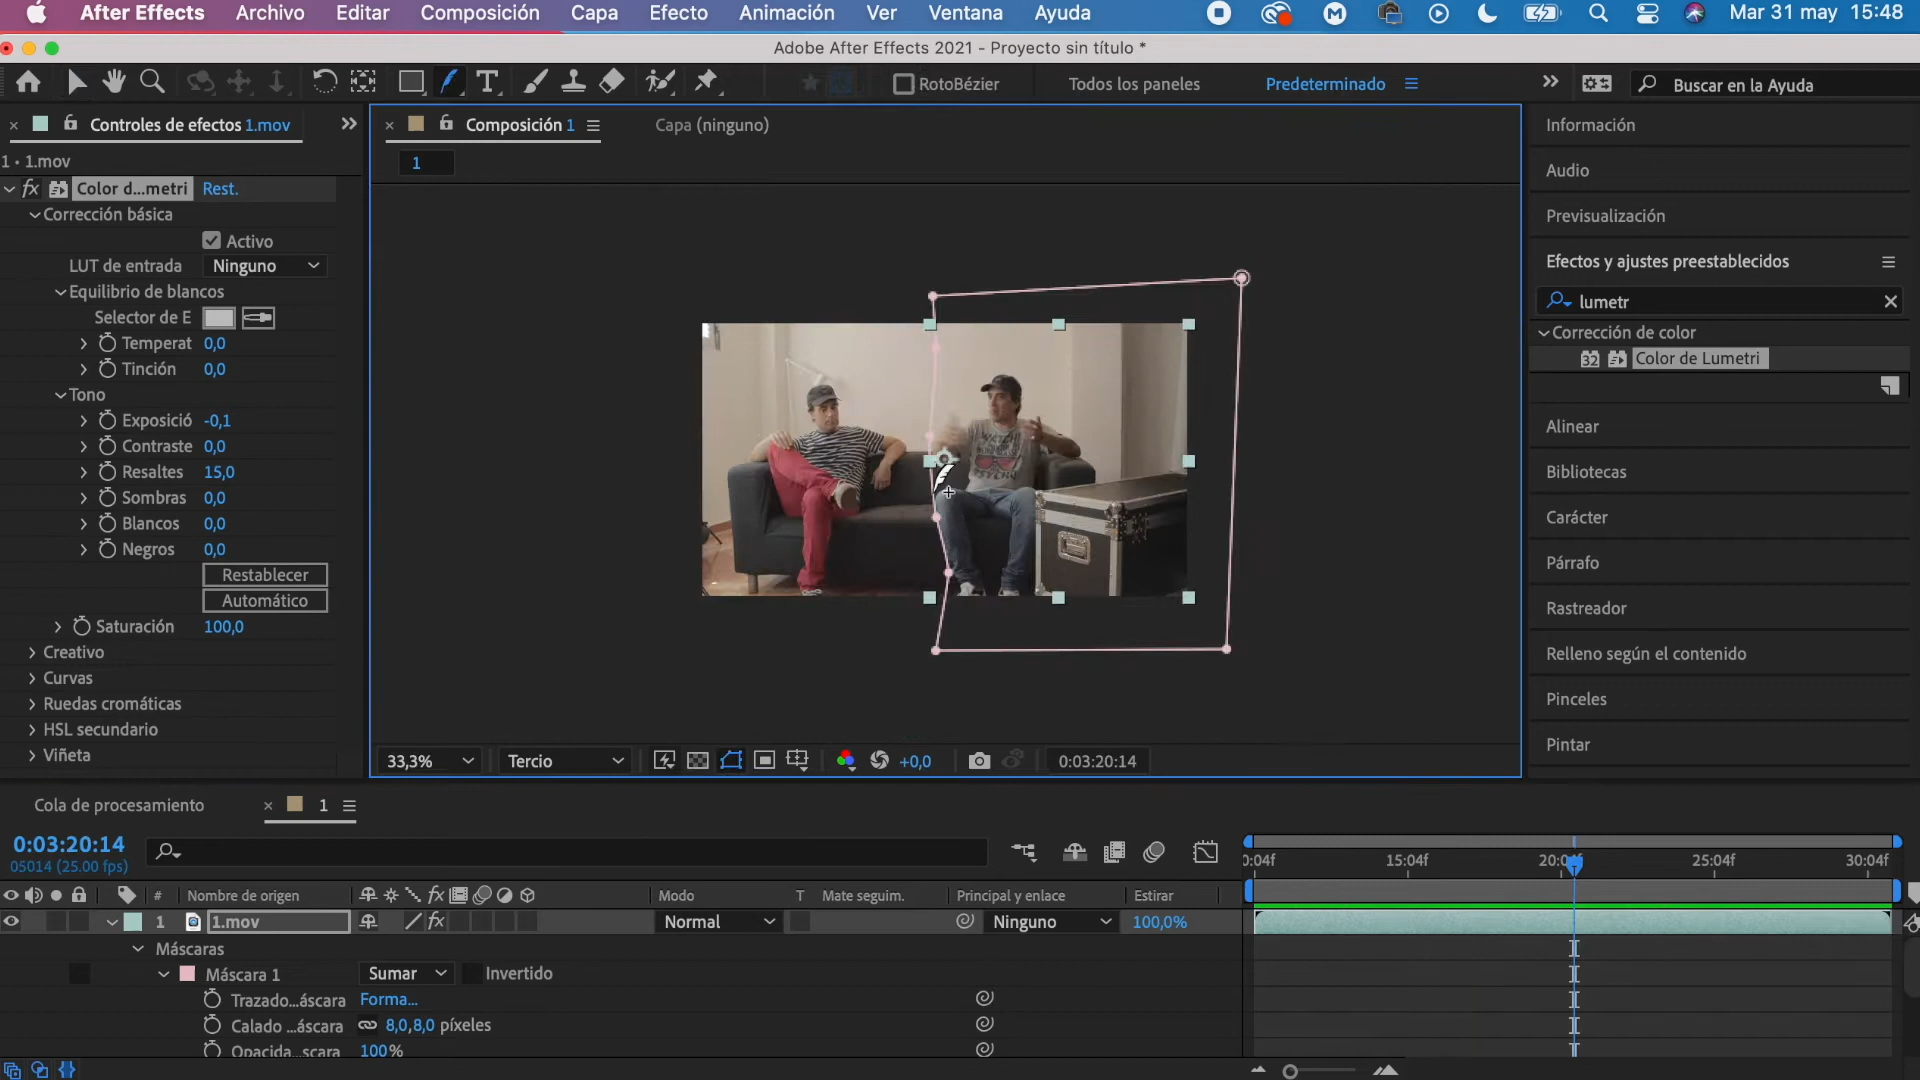 After Effects Archivo Editar Composición Capa Efecto Animación Ver Ventana Ayuda Mar 31 may 15:48
Adobe After Effects 2021 - Proyecto sin título *
RotoBézier Todos los paneles Predeterminado Buscar en la Ayuda
Controles de efectos 1.mov
Composición 1 Capa (ninguno)
1 • 1.mov
1
fx Color d...metri Rest.
Corrección básica
Activo
LUT de entrada Ninguno
Equilibrio de blancos
Selector de E
Temperat 0,0
Tinción 0,0
Tono
Exposició -0,1
Contraste 0,0
Resaltes 15,0
Sombras 0,0
Blancos 0,0
Negros 0,0
Restablecer
Automático
Saturación 100,0
Creativo
Curvas
Ruedas cromáticas
HSL secundario
Viñeta
WATCH
PSYCHO
33,3% Tercio +0,0 0:03:20:14
Información
Audio
Previsualización
Efectos y ajustes preestablecidos
lumetr
Corrección de color
32 Color de Lumetri
Alinear
Bibliotecas
Carácter
Párrafo
Rastreador
Relleno según el contenido
Pinceles
Pintar
Cola de procesamiento 1
0:03:20:14
05014 (25.00 fps)
0:04f 15:04f 20:04f 25:04f 30:04f
# Nombre de origen fx Modo T Mate seguim. Principal y enlace Estirar
1 1.mov fx Normal Ninguno 100,0%
Máscaras
Máscara 1 Sumar Invertido
Trazado...áscara Forma...
Calado ...áscara 8,0,8,0 píxeles
Opacida...scara 100%